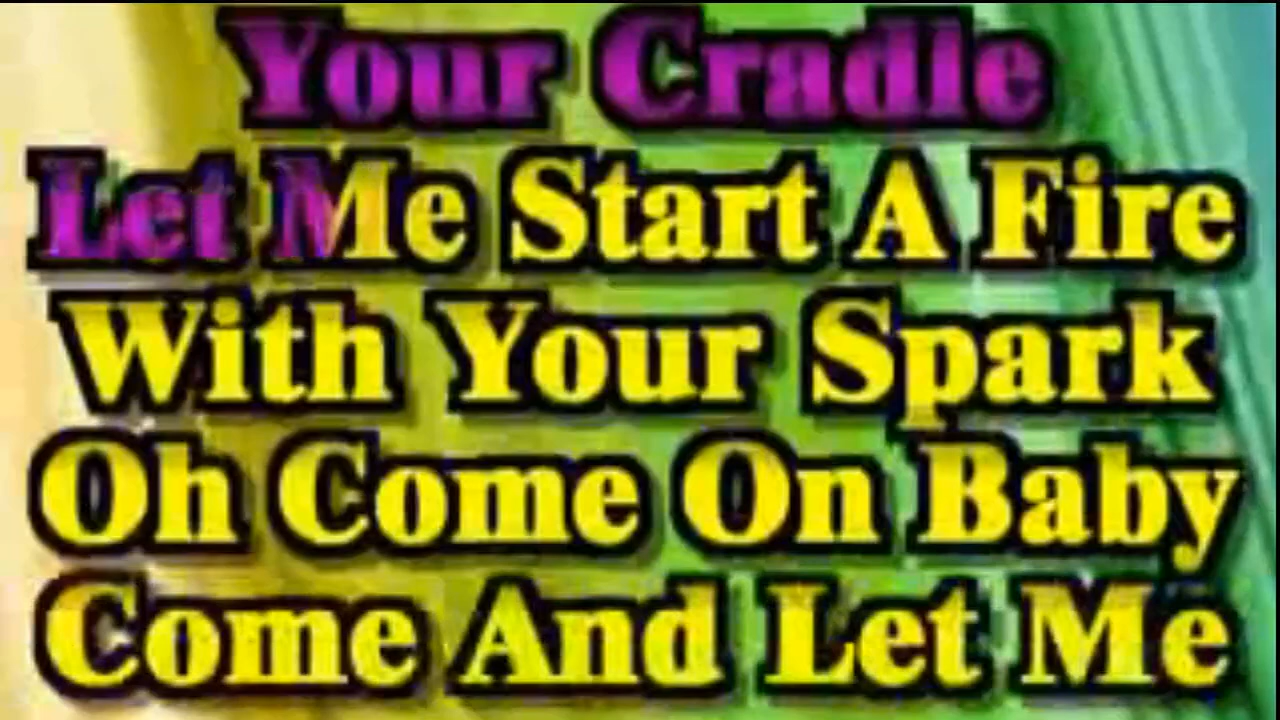 Your Cradle
Let Me Start A Fire
With Your Spark
Oh Come On Baby
Come And Let Me